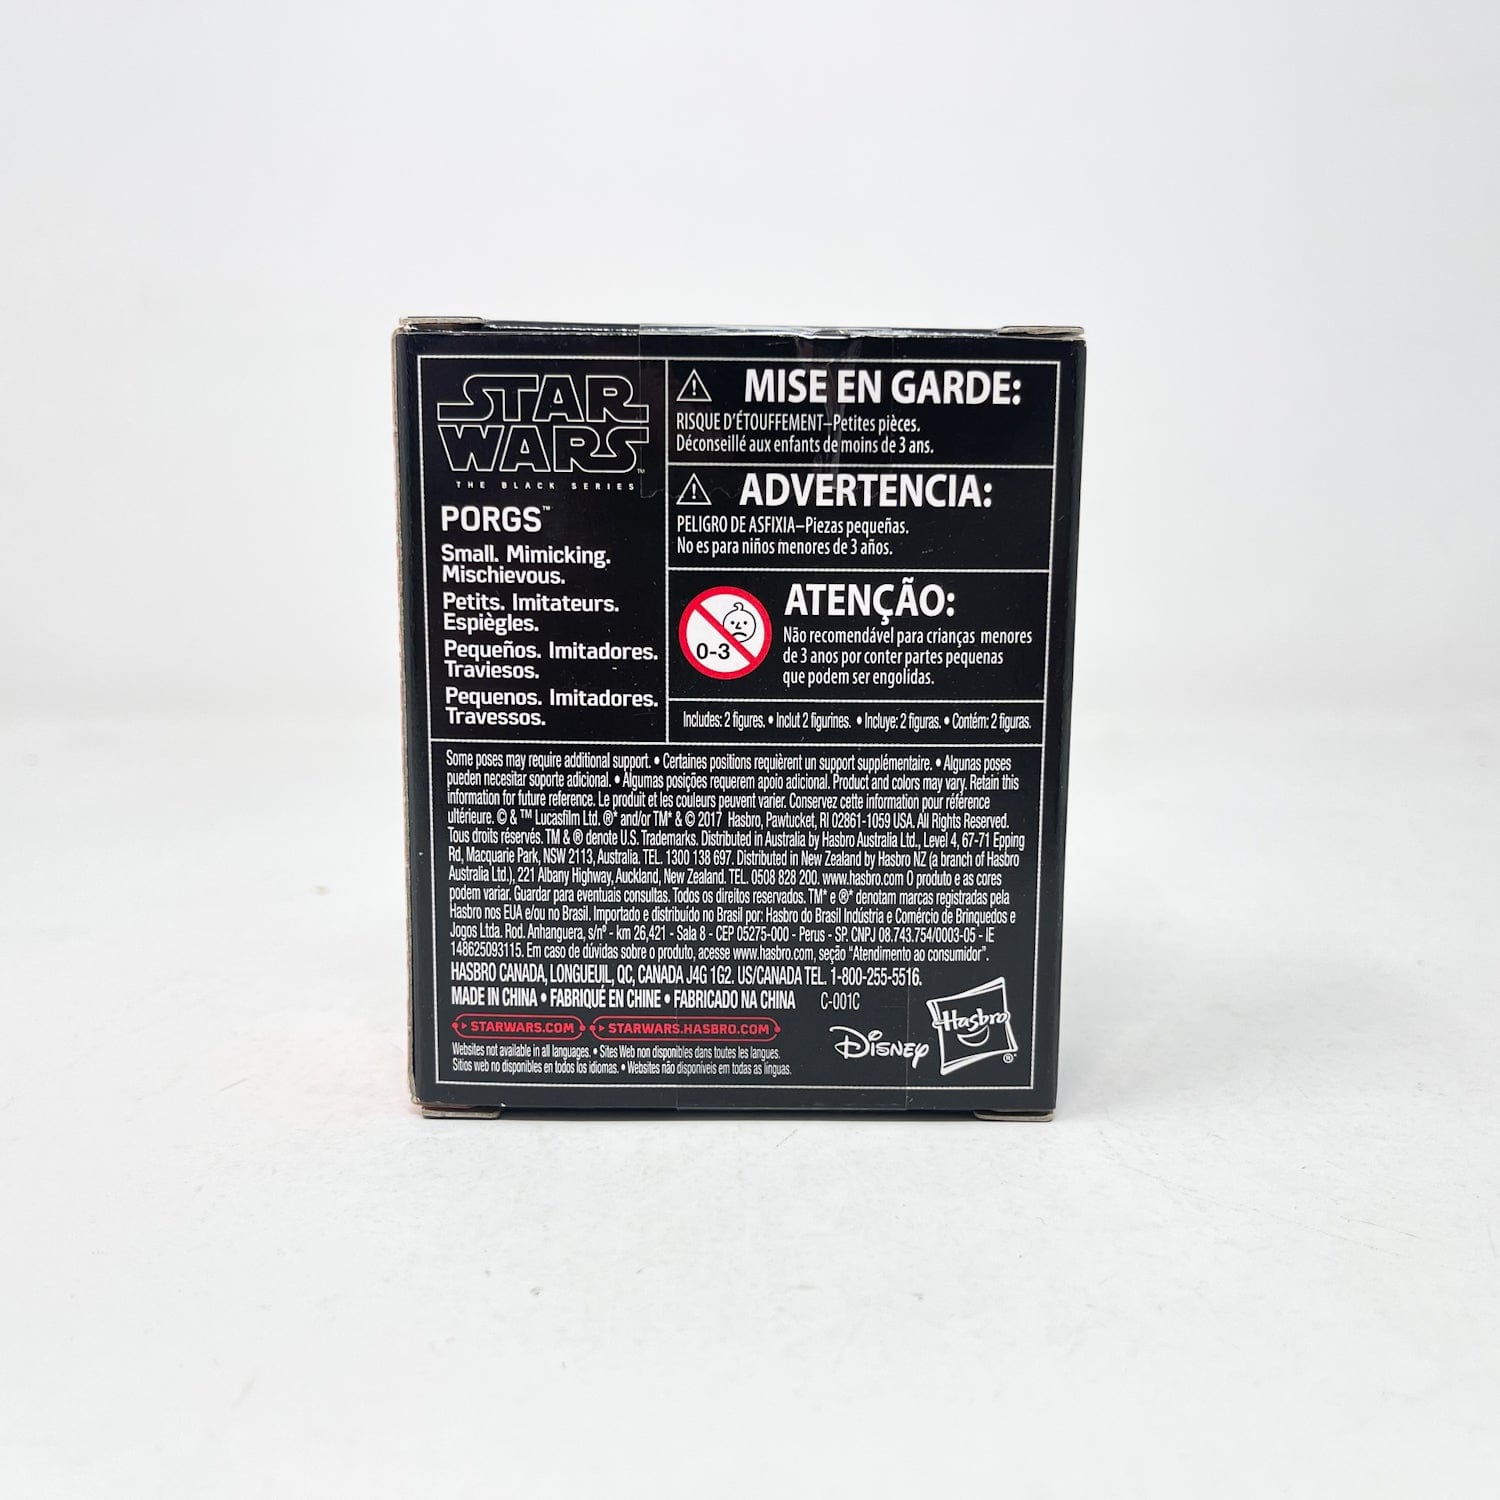 STAR
WARS™
THE BLACK SERIES
PORGS™
Small. Mimicking.
Mischievous.
Petits. Imitateurs.
Espiègles.
Pequeños. Imitadores.
Traviesos.
Pequenos. Imitadores.
Travessos.
MISE EN GARDE:
RISQUE D'ÉTOUFFEMENT–Petites pièces.
Déconseillé aux enfants de moins de 3 ans.
ADVERTENCIA:
PELIGRO DE ASFIXIA–Piezas pequeñas.
No es para niños menores de 3 años.
0-3
ATENÇÃO:
Não recomendável para crianças menores
de 3 anos por conter partes pequenas
que podem ser engolidas.
Includes: 2 figures. • Inclut 2 figurines. • Incluye: 2 figuras. • Contém: 2 figuras.
Some poses may require additional support. • Certaines positions requièrent un support supplémentaire. • Algunas poses
pueden necesitar soporte adicional. • Algumas posições requerem apoio adicional. Product and colors may vary. Retain this
information for future reference. Le produit et les couleurs peuvent varier. Conservez cette information pour référence
ultérieure. © & ™ Lucasfilm Ltd. ®* and/or TM* & © 2017 Hasbro, Pawtucket, RI 02861-1059 USA. All Rights Reserved.
Tous droits réservés. TM & ® denote U.S. Trademarks. Distributed in Australia by Hasbro Australia Ltd., Level 4, 67-71 Epping
Rd, Macquarie Park, NSW 2113, Australia. TEL. 1300 138 697. Distributed in New Zealand by Hasbro NZ (a branch of Hasbro
Australia Ltd.), 221 Albany Highway, Auckland, New Zealand. TEL. 0508 828 200. www.hasbro.com O produto e as cores
podem variar. Guardar para eventuais consultas. Todos os direitos reservados. TM* e ®* denotam marcas registradas pela
Hasbro nos EUA e/ou no Brasil. Importado e distribuído no Brasil por: Hasbro do Brasil Indústria e Comércio de Brinquedos e
Jogos Ltda. Rod. Anhanguera, s/nº - km 26,421 - Sala 8 - CEP 05275-000 - Perus - SP. CNPJ 08.743.754/0003-05 - IE
148625093115. Em caso de dúvidas sobre o produto, acesse www.hasbro.com, seção "Atendimento ao consumidor".
HASBRO CANADA, LONGUEUIL, QC, CANADA J4G 1G2. US/CANADA TEL. 1-800-255-5516.
MADE IN CHINA • FABRIQUÉ EN CHINE • FABRICADO NA CHINA C-001C
STARWARS.COM STARWARS.HASBRO.COM
Websites not available in all languages. • Sites Web non disponibles dans toutes les langues.
Sitios web no disponibles en todos los idiomas. • Websites não disponíveis em todas as línguas.
Disney
Hasbro®